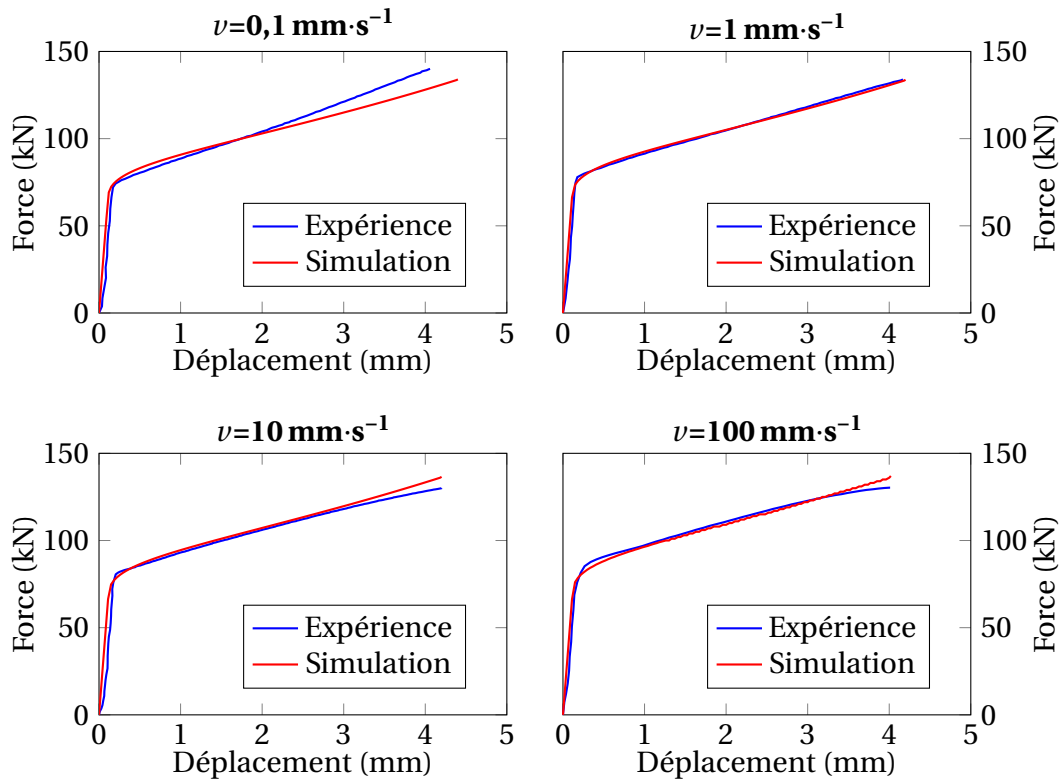 ν=0,1 mm·s⁻¹
150
100
50
0
Force (kN)
Expérience
Simulation
0 1 2 3 4 5
Déplacement (mm)
ν=1 mm·s⁻¹
150
100
50
0
Force (kN)
Expérience
Simulation
0 1 2 3 4 5
Déplacement (mm)
ν=10 mm·s⁻¹
150
100
50
0
Force (kN)
Expérience
Simulation
0 1 2 3 4 5
Déplacement (mm)
ν=100 mm·s⁻¹
150
100
50
0
Force (kN)
Expérience
Simulation
0 1 2 3 4 5
Déplacement (mm)